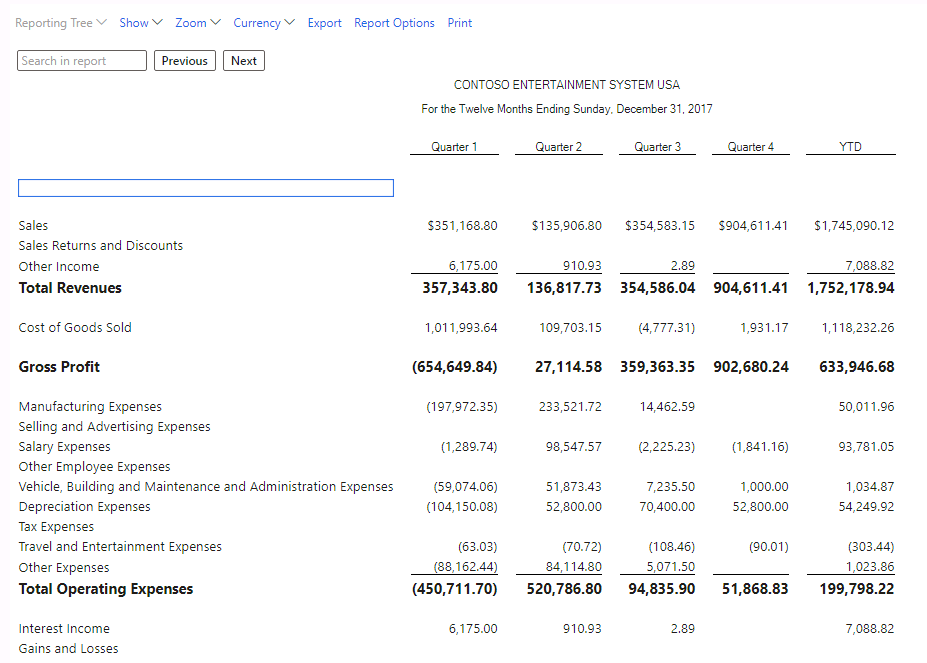 Reporting Tree Show Zoom Currency Export Report Options Print
Search in report Previous Next
CONTOSO ENTERTAINMENT SYSTEM USA
For the Twelve Months Ending Sunday, December 31, 2017
Quarter 1 Quarter 2 Quarter 3 Quarter 4 YTD
Sales $351,168.80 $135,906.80 $354,583.15 $904,611.41 $1,745,090.12
Sales Returns and Discounts
Other Income 6,175.00 910.93 2.89 7,088.82
Total Revenues 357,343.80 136,817.73 354,586.04 904,611.41 1,752,178.94
Cost of Goods Sold 1,011,993.64 109,703.15 (4,777.31) 1,931.17 1,118,232.26
Gross Profit (654,649.84) 27,114.58 359,363.35 902,680.24 633,946.68
Manufacturing Expenses (197,972.35) 233,521.72 14,462.59 50,011.96
Selling and Advertising Expenses
Salary Expenses (1,289.74) 98,547.57 (2,225.23) (1,841.16) 93,781.05
Other Employee Expenses
Vehicle, Building and Maintenance and Administration Expenses (59,074.06) 51,873.43 7,235.50 1,000.00 1,034.87
Depreciation Expenses (104,150.08) 52,800.00 70,400.00 52,800.00 54,249.92
Tax Expenses
Travel and Entertainment Expenses (63.03) (70.72) (108.46) (90.01) (303.44)
Other Expenses (88,162.44) 84,114.80 5,071.50 1,023.86
Total Operating Expenses (450,711.70) 520,786.80 94,835.90 51,868.83 199,798.22
Interest Income 6,175.00 910.93 2.89 7,088.82
Gains and Losses